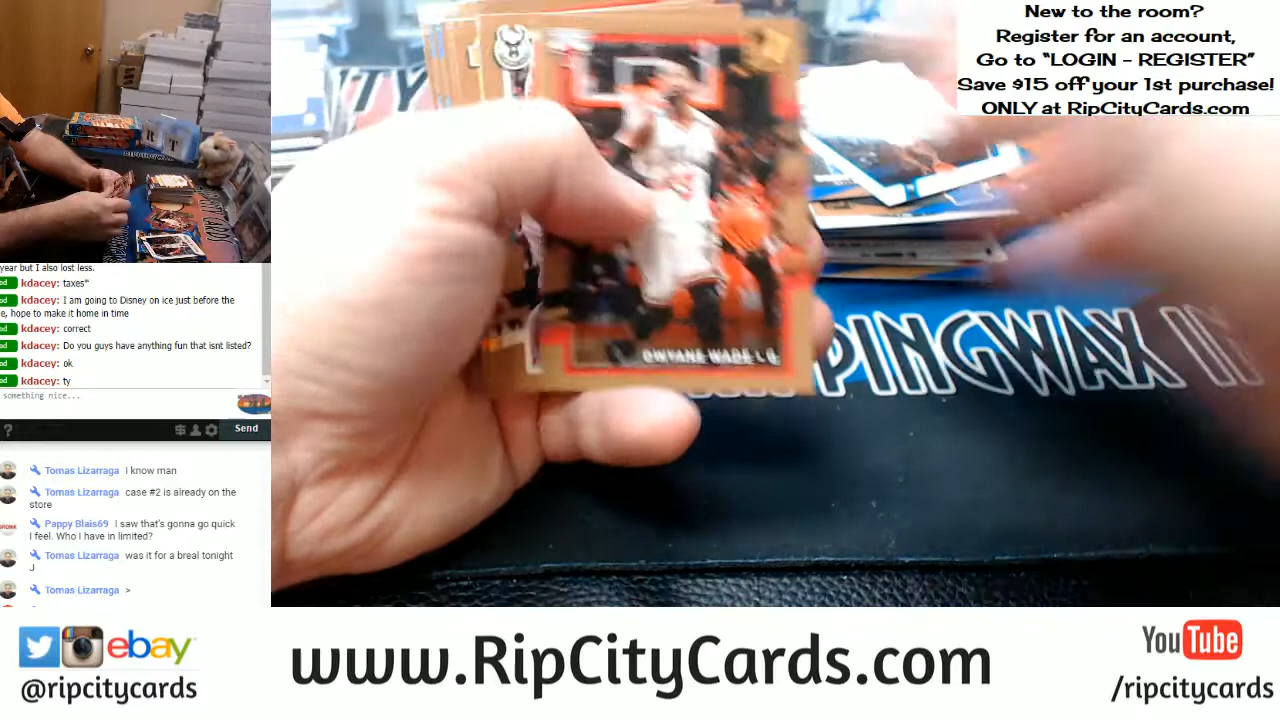 New to the room?
Register for an account,
Go to "LOGIN - REGISTER"
Save $15 off your 1st purchase!
ONLY at RipCityCards.com
year but I also lost less.
kdacey: taxes*
kdacey: I am going to Disney on ice just before the
e, hope to make it home in time
kdacey: correct
kdacey: Do you guys have anything fun that isnt listed?
kdacey: ok
kdacey: ty
something nice...
Send
Tomas Lizarraga I know man
Tomas Lizarraga case #2 is already on the
store
Pappy Blais69 I saw that's gonna go quick
I feel. Who I have in limited?
Tomas Lizarraga was it for a breal tonight
J
Tomas Lizarraga >
DWYANE WADE
PINGWAX
ebay
@ripcitycards
www.RipCityCards.com
YouTube
/ripcitycards